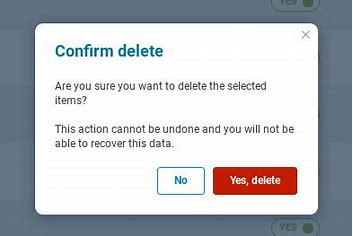 YES
Confirm delete
Are you sure you want to delete the selected
items?
This action cannot be undone and you will not be
able to recover this data.
No
Yes, delete
YES